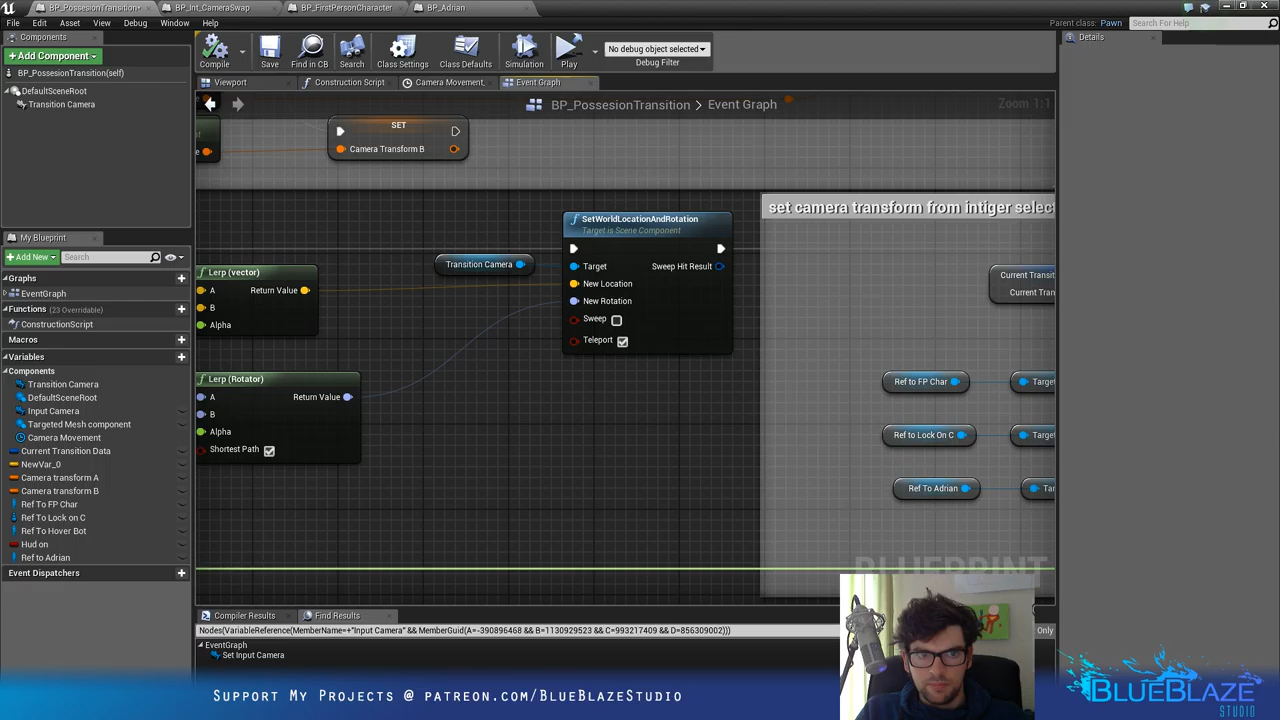 BP_PossesionTransition*
BP_Int_CameraSwap
BP_FirstPersonCharacter
BP_Adrian
File Edit Asset View Debug Window Help
Parent class: Pawn
Search For Help
Components
+ Add Component
BP_PossesionTransition(self)
DefaultSceneRoot
Transition Camera
Compile
Save
Find in CB
Search
Class Settings
Class Defaults
Simulation
Play
No debug object selected
Debug Filter
Details
Viewport
Construction Script
Camera Movement
Event Graph
BP_PossesionTransition > Event Graph
Zoom 1:1
SET
Camera Transform B
set camera transform from intiger selec
SetWorldLocationAndRotation
Target is Scene Component
Target
Sweep Hit Result
New Location
New Rotation
Sweep
Teleport
Transition Camera
Lerp (vector)
A
Return Value
B
Alpha
Lerp (Rotator)
A
Return Value
B
Alpha
Shortest Path
Current Transi
Current Tran
Ref to FP Char
Target
Ref to Lock On C
Target
Ref To Adrian
Tar
BLUEPRINT
My Blueprint
+ Add New
Search
Graphs
EventGraph
Functions (23 Overridable)
ConstructionScript
Macros
Variables
Components
Transition Camera
DefaultSceneRoot
Input Camera
Targeted Mesh component
Camera Movement
Current Transition Data
NewVar_0
Camera transform A
Camera transform B
Ref To FP Char
Ref To Lock on C
Ref To Hover Bot
Hud on
Ref to Adrian
Event Dispatchers
Compiler Results
Find Results
Nodes(VariableReference(MemberName=+"Input Camera" && MemberGuid(A=-390896468 && B=1130929523 && C=993217409 && D=856309002)))
Only
EventGraph
Set Input Camera
Support My Projects @ patreon.com/BlueBlazeStudio
BLUEBLAZE
STUDIO